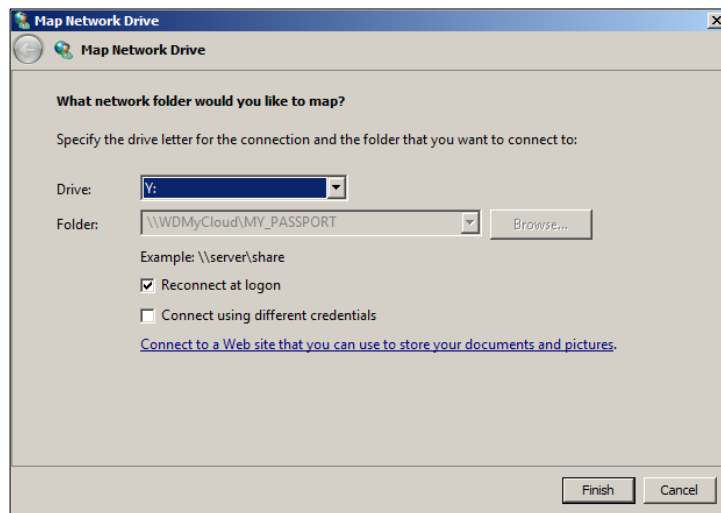 Map Network Drive
Map Network Drive
What network folder would you like to map?
Specify the drive letter for the connection and the folder that you want to connect to:
Drive: Y:
Folder: \\WDMyCloud\MY_PASSPORT Browse...
Example: \\server\share
Reconnect at logon
Connect using different credentials
Connect to a Web site that you can use to store your documents and pictures.
Finish Cancel